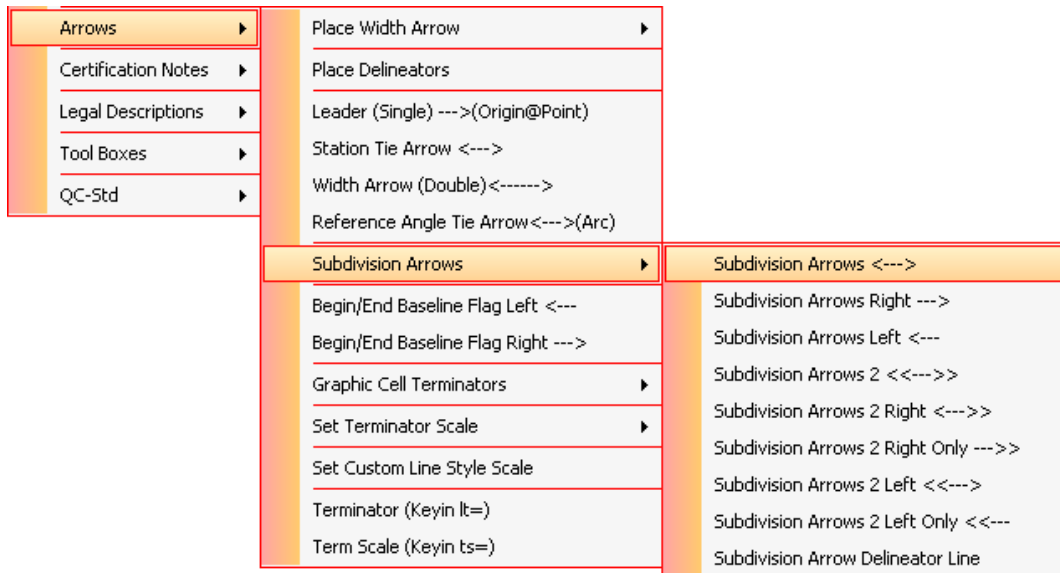 Arrows
Certification Notes
Legal Descriptions
Tool Boxes
QC-Std
Place Width Arrow
Place Delineators
Leader (Single) --->(Origin@Point)
Station Tie Arrow <--->
Width Arrow (Double)<------>
Reference Angle Tie Arrow<--->(Arc)
Subdivision Arrows
Begin/End Baseline Flag Left <---
Begin/End Baseline Flag Right --->
Graphic Cell Terminators
Set Terminator Scale
Set Custom Line Style Scale
Terminator (Keyin lt=)
Term Scale (Keyin ts=)
Subdivision Arrows <--->
Subdivision Arrows Right --->
Subdivision Arrows Left <---
Subdivision Arrows 2 <<--->>
Subdivision Arrows 2 Right <--->>
Subdivision Arrows 2 Right Only --->>
Subdivision Arrows 2 Left <<--->
Subdivision Arrows 2 Left Only <<---
Subdivision Arrow Delineator Line